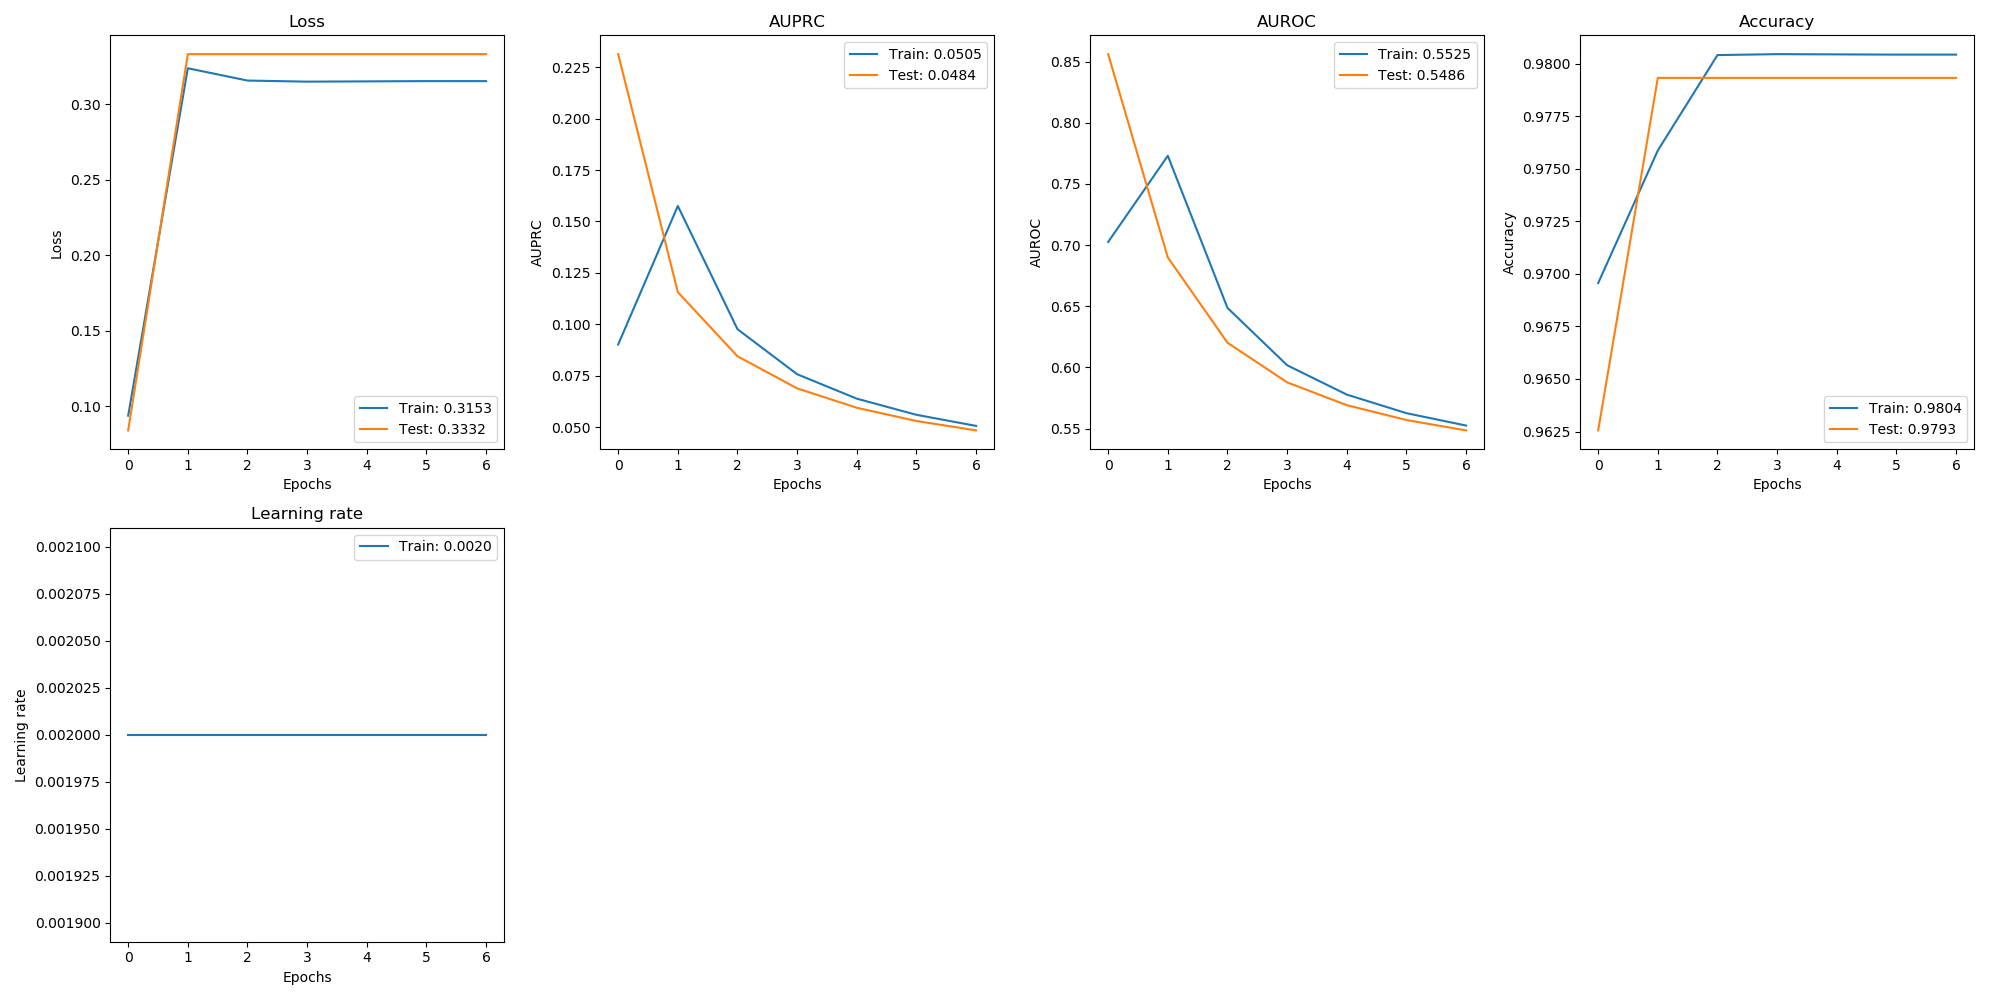 Loss
Loss
0.30
0.25
0.20
0.15
0.10
Train: 0.3153
Test: 0.3332
0 1 2 3 4 5 6
Epochs
AUPRC
AUPRC
0.225
0.200
0.175
0.150
0.125
0.100
0.075
0.050
Train: 0.0505
Test: 0.0484
0 1 2 3 4 5 6
Epochs
AUROC
AUROC
0.85
0.80
0.75
0.70
0.65
0.60
0.55
Train: 0.5525
Test: 0.5486
0 1 2 3 4 5 6
Epochs
Accuracy
Accuracy
0.9800
0.9775
0.9750
0.9725
0.9700
0.9675
0.9650
0.9625
Train: 0.9804
Test: 0.9793
0 1 2 3 4 5 6
Epochs
Learning rate
Learning rate
0.002100
0.002075
0.002050
0.002025
0.002000
0.001975
0.001950
0.001925
0.001900
Train: 0.0020
0 1 2 3 4 5 6
Epochs